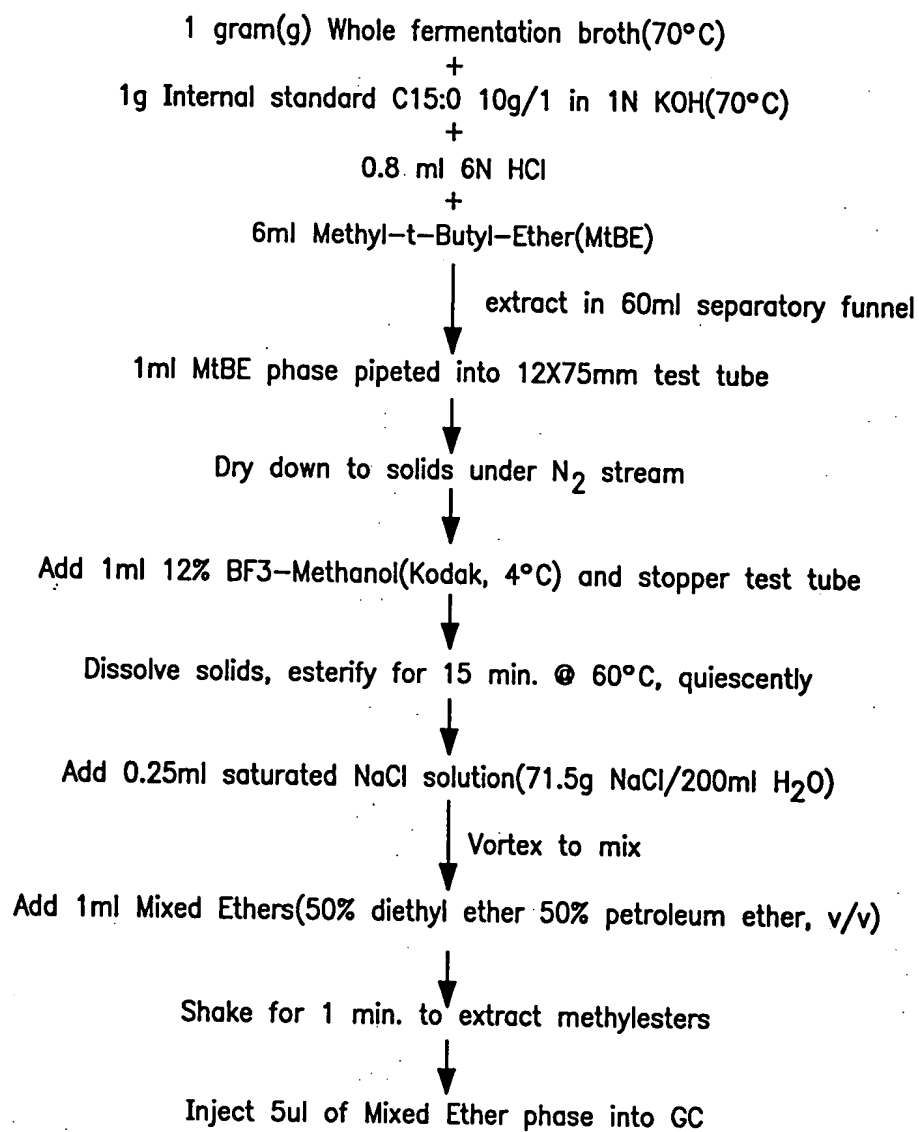 1 gram(g) Whole fermentation broth(70°C)
+
1g Internal standard C15:0 10g/1 in 1N KOH(70°C)
+
0.8 ml 6N HCl
+
6ml Methyl-t-Butyl-Ether(MtBE)
extract in 60ml separatory funnel
1ml MtBE phase pipeted into 12X75mm test tube
Dry down to solids under N2 stream
Add 1ml 12% BF3-Methanol(Kodak, 4°C) and stopper test tube
Dissolve solids, esterify for 15 min. @ 60°C, quiescently
Add 0.25ml saturated NaCl solution(71.5g NaCl/200ml H2O)
Vortex to mix
Add 1ml Mixed Ethers(50% diethyl ether 50% petroleum ether, v/v)
Shake for 1 min. to extract methylesters
Inject 5ul of Mixed Ether phase into GC